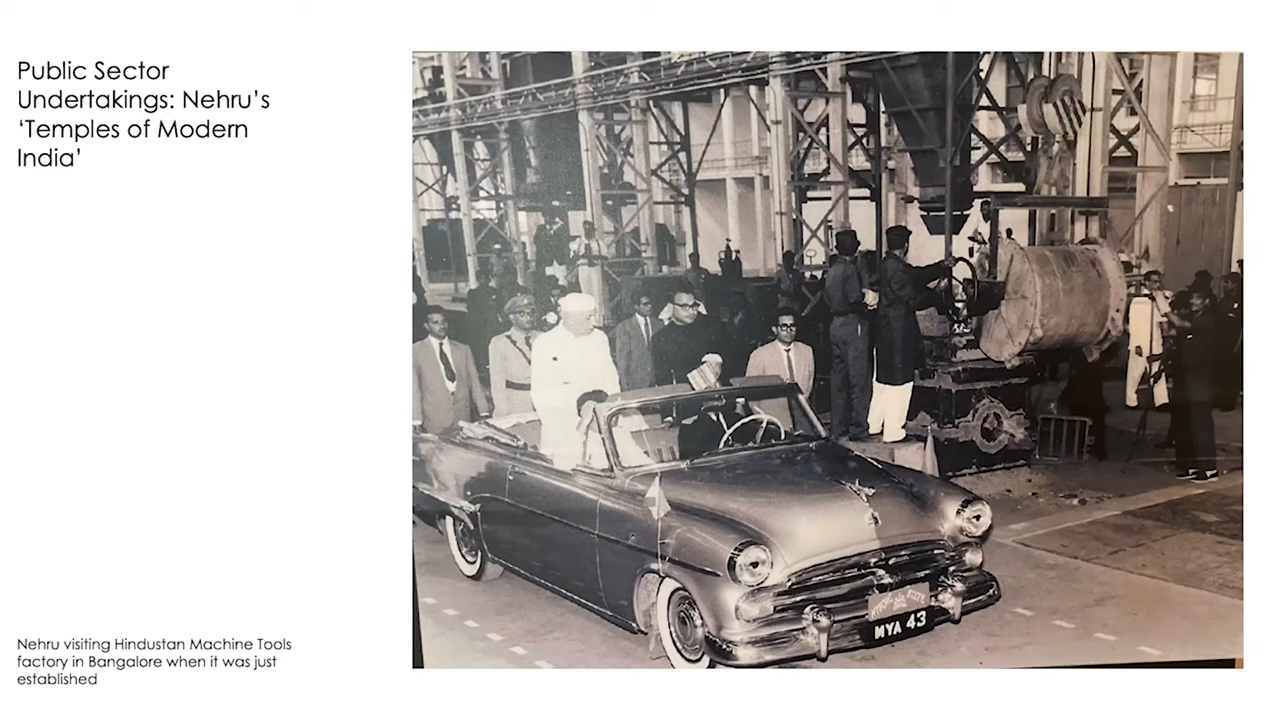 Public Sector
Undertakings: Nehru’s
‘Temples of Modern
India’
MYA 43
Nehru visiting Hindustan Machine Tools
factory in Bangalore when it was just
established